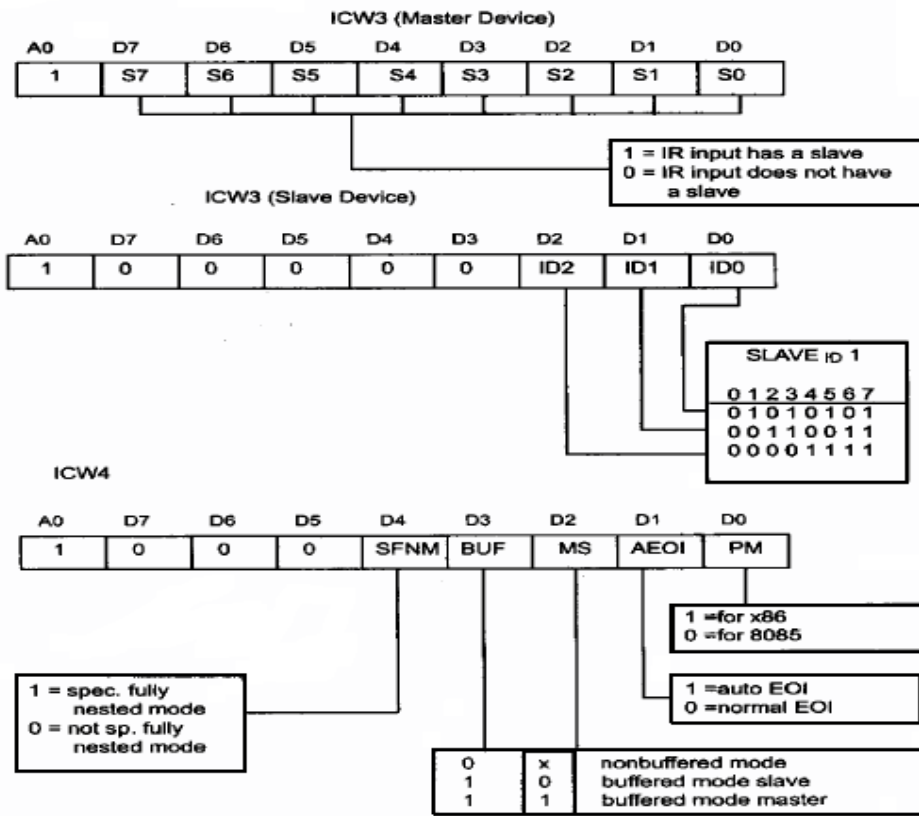 ICW3 (Master Device)
A0 D7 D6 D5 D4 D3 D2 D1 D0
1 S7 S6 S5 S4 S3 S2 S1 S0
1 = IR input has a slave
0 = IR input does not have
a slave
ICW3 (Slave Device)
A0 D7 D6 D5 D4 D3 D2 D1 D0
1 0 0 0 0 0 ID2 ID1 ID0
SLAVE ID 1
0 1 2 3 4 5 6 7
0 1 0 1 0 1 0 1
0 0 1 1 0 0 1 1
0 0 0 0 1 1 1 1
ICW4
A0 D7 D6 D5 D4 D3 D2 D1 D0
1 0 0 0 SFNM BUF MS AEOI PM
1 =for x86
0 =for 8085
1 = spec. fully
nested mode
0 = not sp. fully
nested mode
1 =auto EOI
0 =normal EOI
0 x nonbuffered mode
1 0 buffered mode slave
1 1 buffered mode master